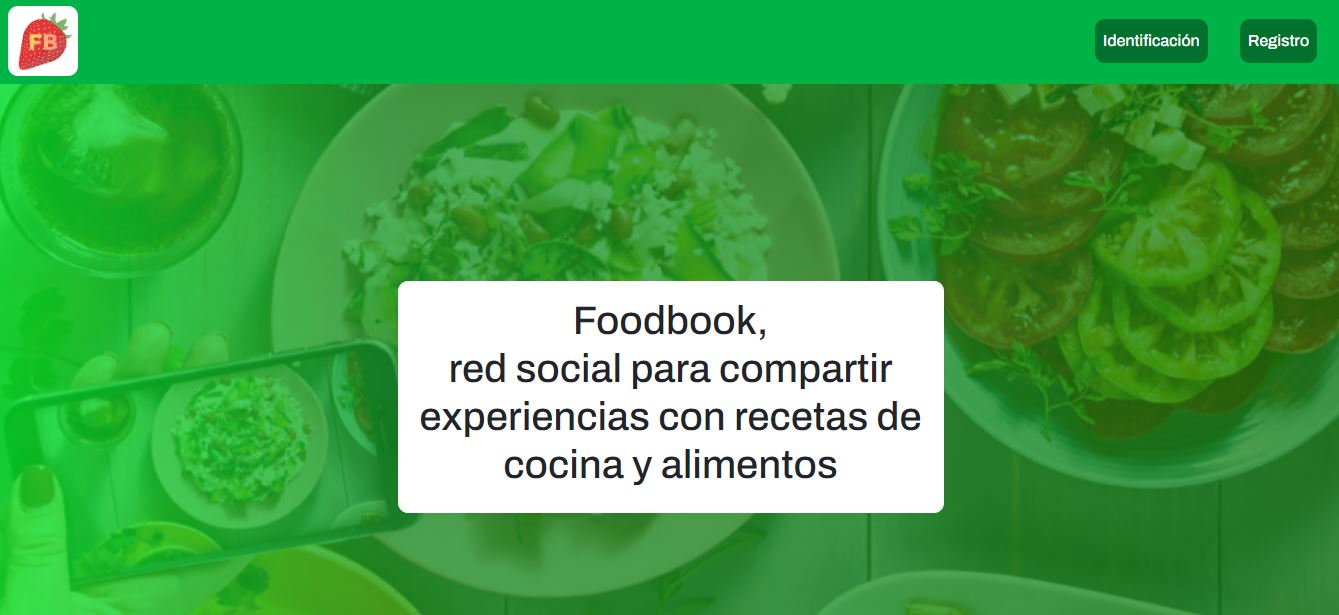 FB
Identificación
Registro
Foodbook,
red social para compartir
experiencias con recetas de
cocina y alimentos